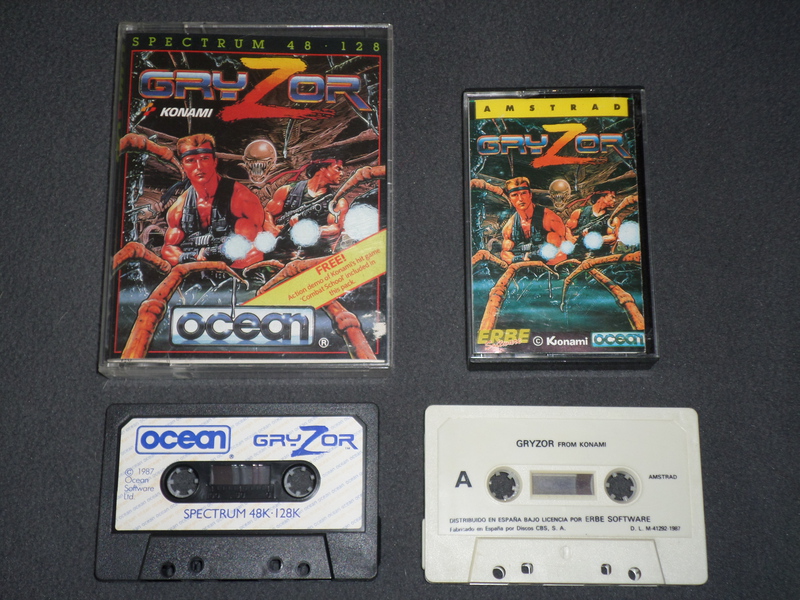 SPECTRUM 48·128
GRYZOR
KONAMI
FREE!
Action demo of Konami's hit game
'Combat School' included in
this pack
ocean®
AMSTRAD
GRYZOR
ERBE
© Konami
ocean
ocean®
GRYZOR™
© 1987
Ocean
Software
Ltd.
SPECTRUM 48K·128K
GRYZOR FROM KONAMI
A
AMSTRAD
DISTRIBUIDO EN ESPAÑA BAJO LICENCIA POR ERBE SOFTWARE
Fabricado en España por Discos CBS, S. A.
D. L. M-41292-1987